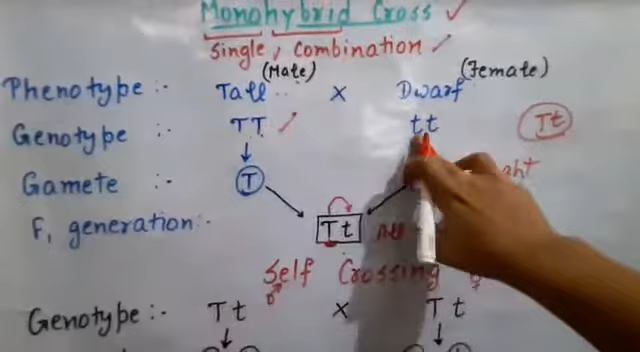 Monohybrid Cross ✓
Single, Combination ✓
(Male) (Female)
Phenotype :- Tall x Dwarf
Genotype :- TT tt Tt
Gamete :- T
F1 generation :- Tt
Self Crossing
Genotype :- Tt x Tt